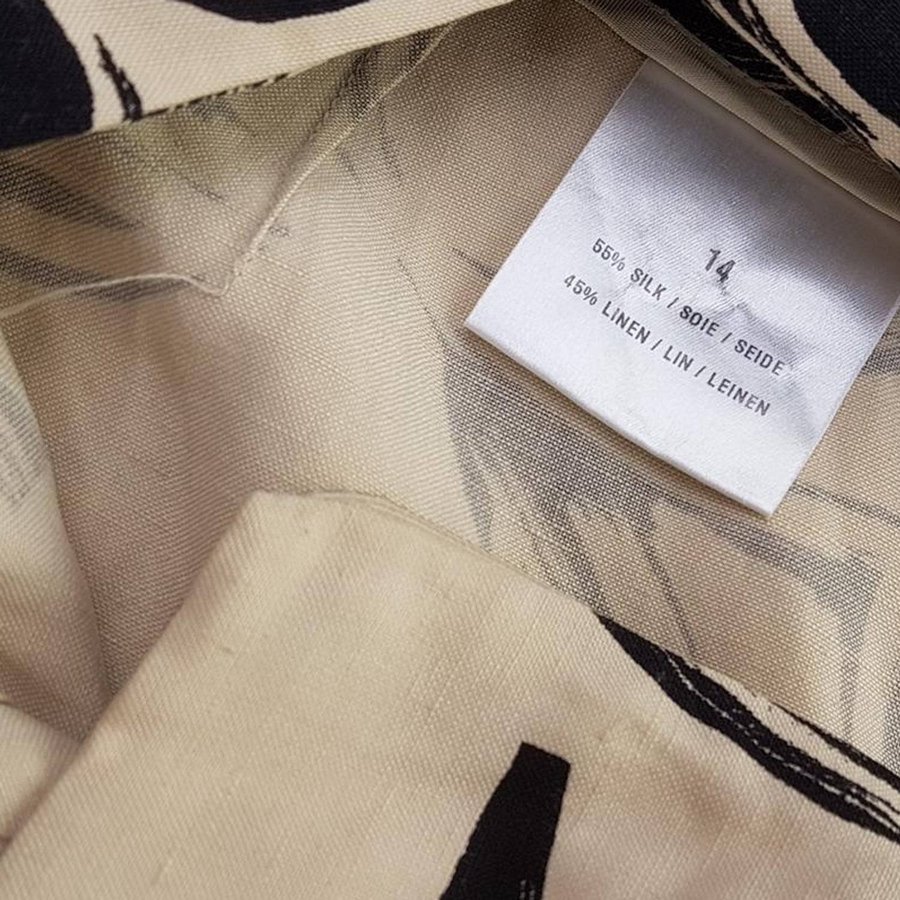 14
55% SILK / SOIE / SEIDE
45% LINEN / LIN / LEINEN